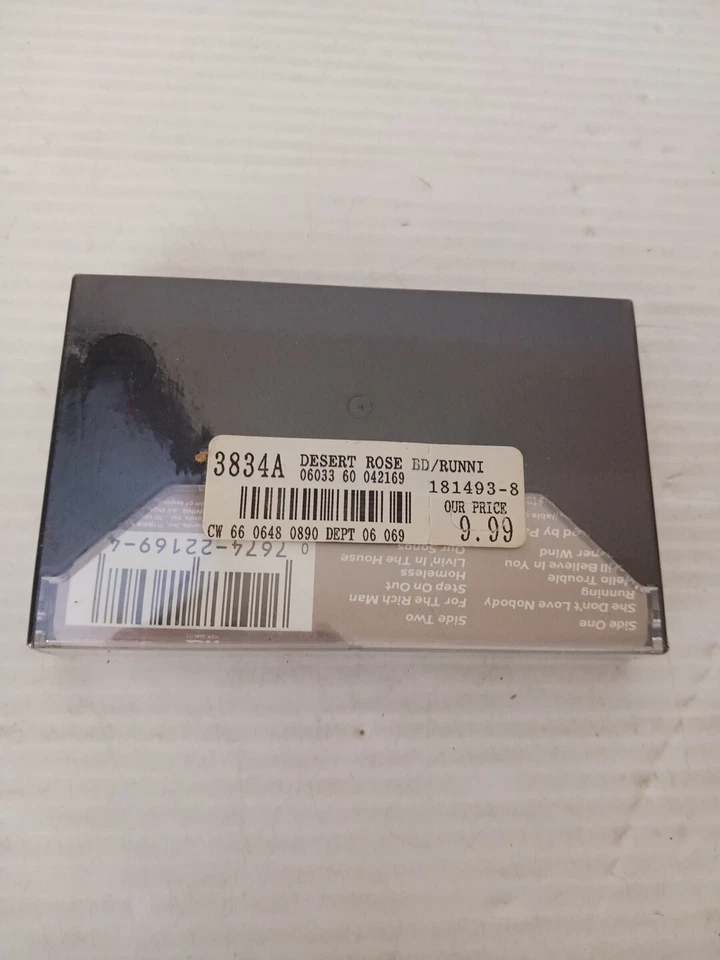 3834A DESERT ROSE BD/RUNNI
06033 60 042169
181493-8
OUR PRICE
9.99
CW 66 0648 0890 DEPT 06 069
Side One
She Don't Love Nobody
Running
Hello Trouble
I'll Believe In You
Side Two
For The Rich Man
Step On Out
Homeless
Livin' In The House
Our Songs
0 7674-22169-4